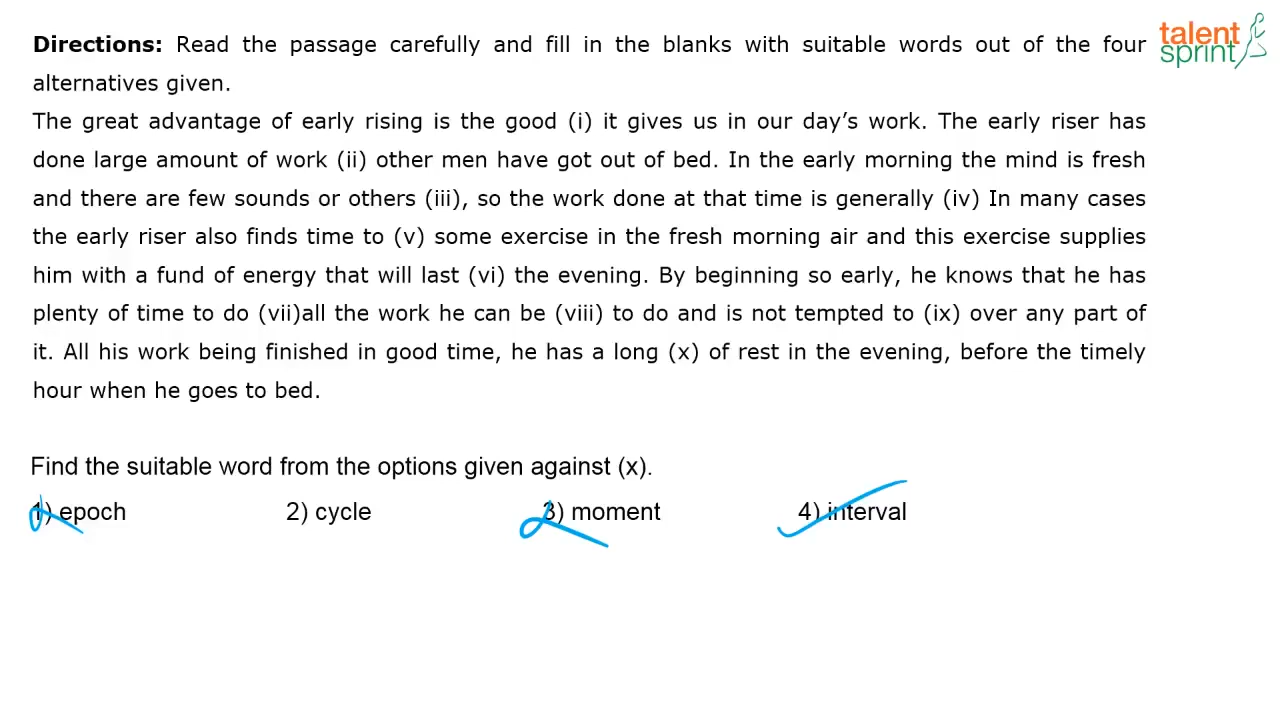 talent
sprint
Directions: Read the passage carefully and fill in the blanks with suitable words out of the four
alternatives given.
The great advantage of early rising is the good (i) it gives us in our day’s work. The early riser has
done large amount of work (ii) other men have got out of bed. In the early morning the mind is fresh
and there are few sounds or others (iii), so the work done at that time is generally (iv) In many cases
the early riser also finds time to (v) some exercise in the fresh morning air and this exercise supplies
him with a fund of energy that will last (vi) the evening. By beginning so early, he knows that he has
plenty of time to do (vii)all the work he can be (viii) to do and is not tempted to (ix) over any part of
it. All his work being finished in good time, he has a long (x) of rest in the evening, before the timely
hour when he goes to bed.
Find the suitable word from the options given against (x).
1) epoch 2) cycle 3) moment 4) interval